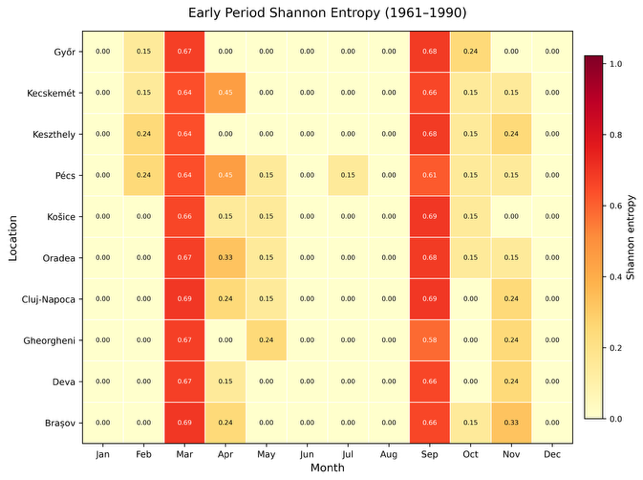 Early Period Shannon Entropy (1961–1990)
Győr 0.00 0.15 0.67 0.00 0.00 0.00 0.00 0.00 0.68 0.24 0.00 0.00
Kecskemét 0.00 0.15 0.64 0.45 0.00 0.00 0.00 0.00 0.66 0.15 0.15 0.00
Keszthely 0.00 0.24 0.64 0.00 0.00 0.00 0.00 0.00 0.68 0.15 0.24 0.00
Pécs 0.00 0.24 0.64 0.45 0.15 0.00 0.15 0.00 0.61 0.15 0.15 0.00
Košice 0.00 0.00 0.66 0.15 0.15 0.00 0.00 0.00 0.69 0.15 0.00 0.00
Oradea 0.00 0.00 0.67 0.33 0.15 0.00 0.00 0.00 0.68 0.15 0.15 0.00
Cluj-Napoca 0.00 0.00 0.69 0.24 0.15 0.00 0.00 0.00 0.69 0.00 0.24 0.00
Gheorgheni 0.00 0.00 0.67 0.00 0.24 0.00 0.00 0.00 0.58 0.00 0.24 0.00
Deva 0.00 0.00 0.67 0.15 0.00 0.00 0.00 0.00 0.66 0.00 0.24 0.00
Brașov 0.00 0.00 0.69 0.24 0.00 0.00 0.00 0.00 0.66 0.15 0.33 0.00
Jan Feb Mar Apr May Jun Jul Aug Sep Oct Nov Dec
Month
Location
1.0
0.8
0.6
0.4
0.2
0.0
Shannon entropy